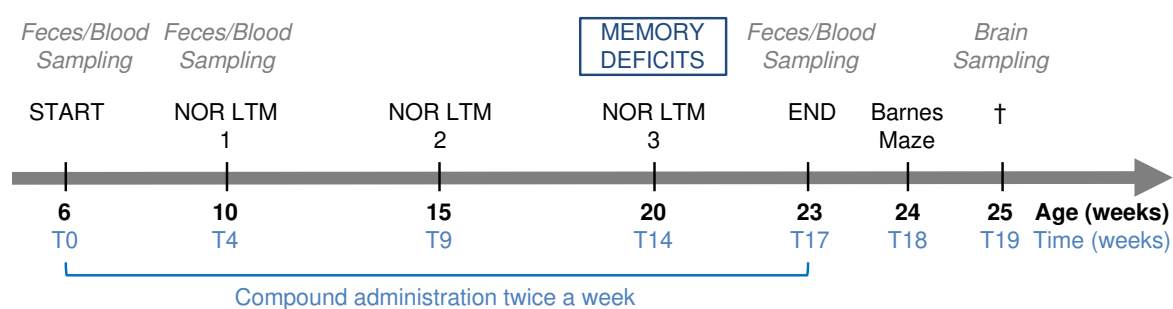 Feces/Blood Feces/Blood MEMORY Feces/Blood Brain
Sampling Sampling DEFICITS Sampling Sampling
START NOR LTM NOR LTM NOR LTM END Barnes †
1 2 3 Maze
6 10 15 20 23 24 25 Age (weeks)
T0 T4 T9 T14 T17 T18 T19 Time (weeks)
Compound administration twice a week